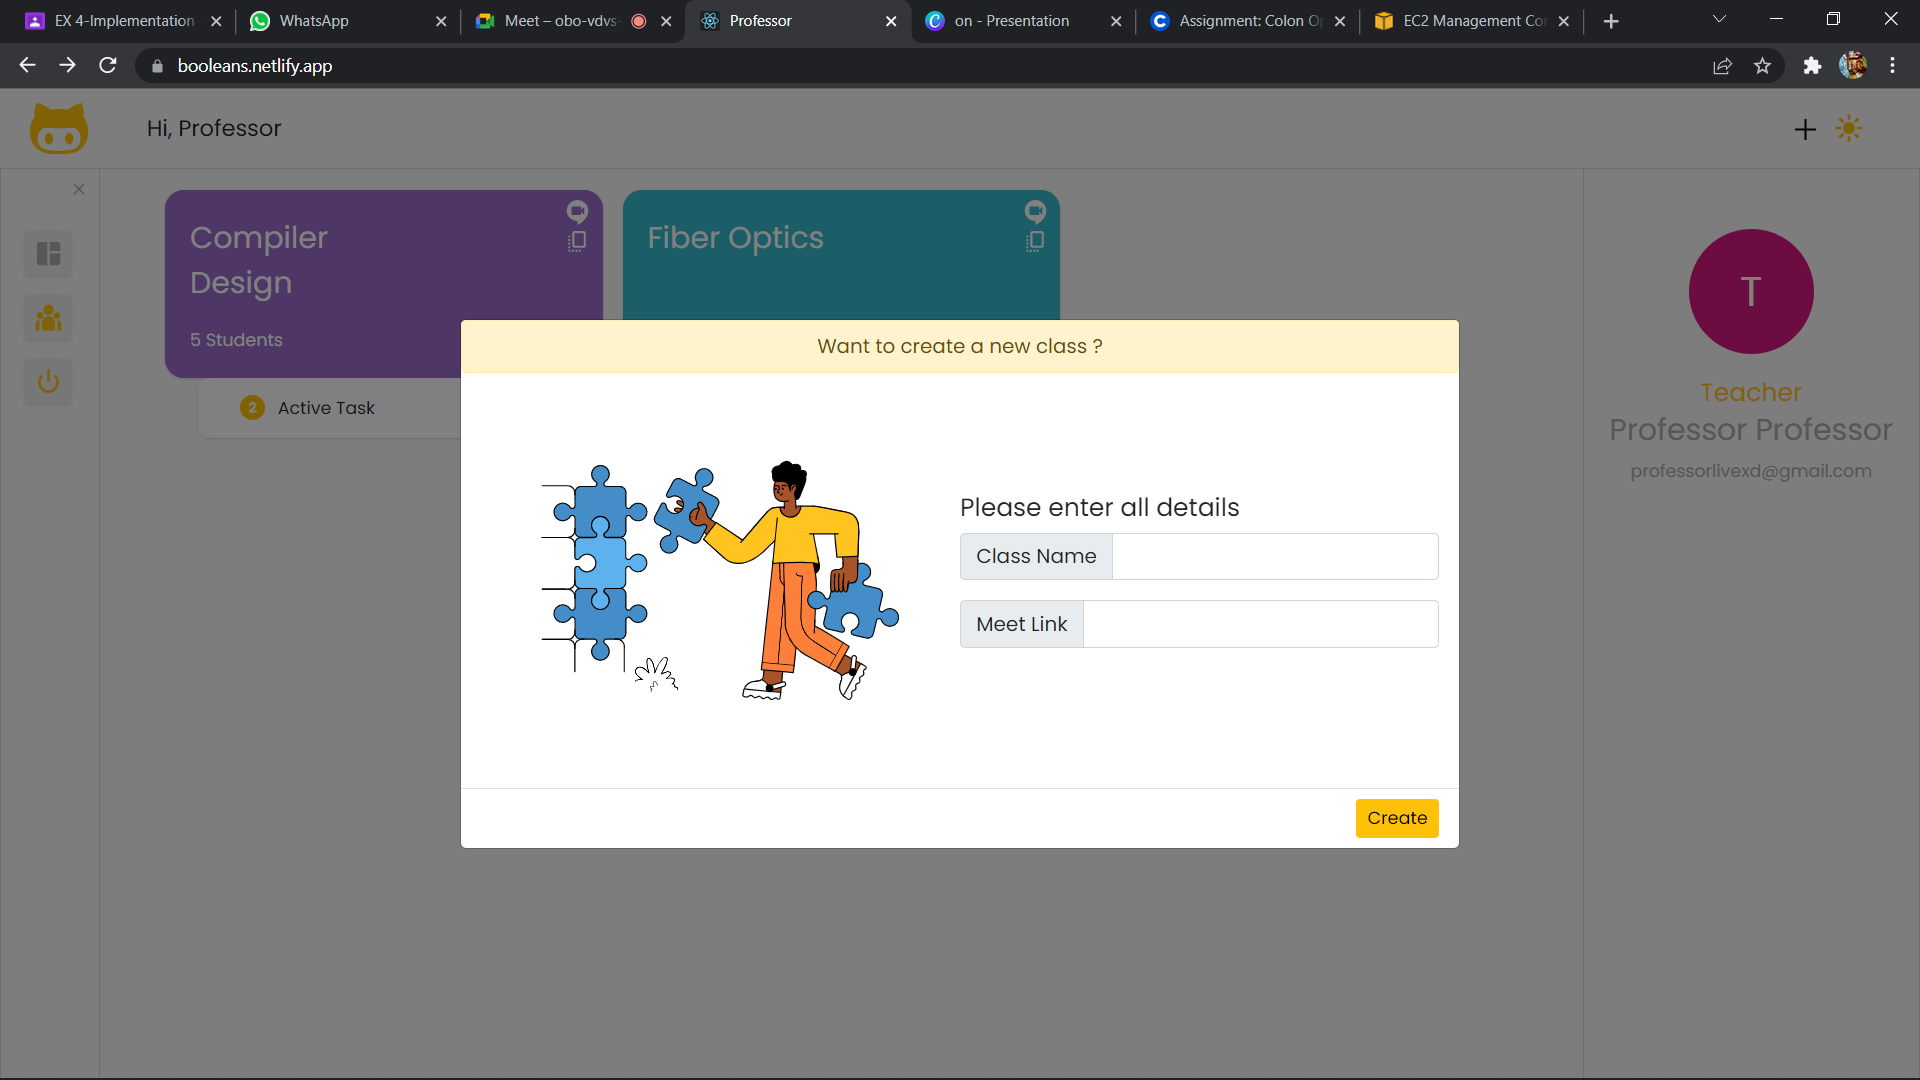 EX 4-Implementation
WhatsApp
Meet – obo-vdvs-
Professor
on - Presentation
Assignment: Colon Op
EC2 Management Con
booleans.netlify.app
Hi, Professor
Compiler
Design
5 Students
2 Active Task
Fiber Optics
T
Teacher
Professor Professor
professorlivexd@gmail.com
Want to create a new class ?
Please enter all details
Class Name
Meet Link
Create